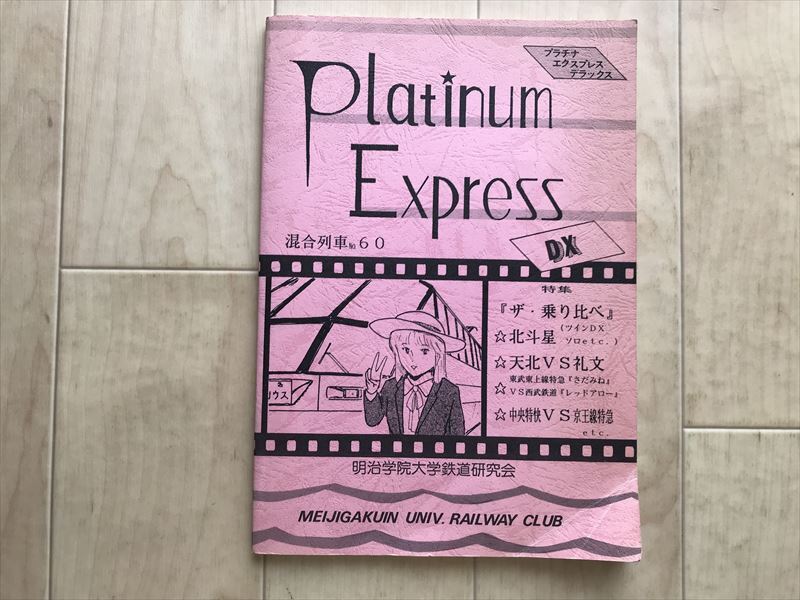 プラチナ
エクスプレス
デラックス
Platinum
Express
DX
混合列車№60
特集
『ザ・乗り比べ』
☆北斗星 (ツインDX
ソロetc.)
☆天北VS礼文
☆東武東上線特急『さだみね』
VS西武鉄道『レッドアロー』
☆中央特快VS京王線特急
etc.
ハウス
明治学院大学鉄道研究会
MEIJIGAKUIN UNIV. RAILWAY CLUB